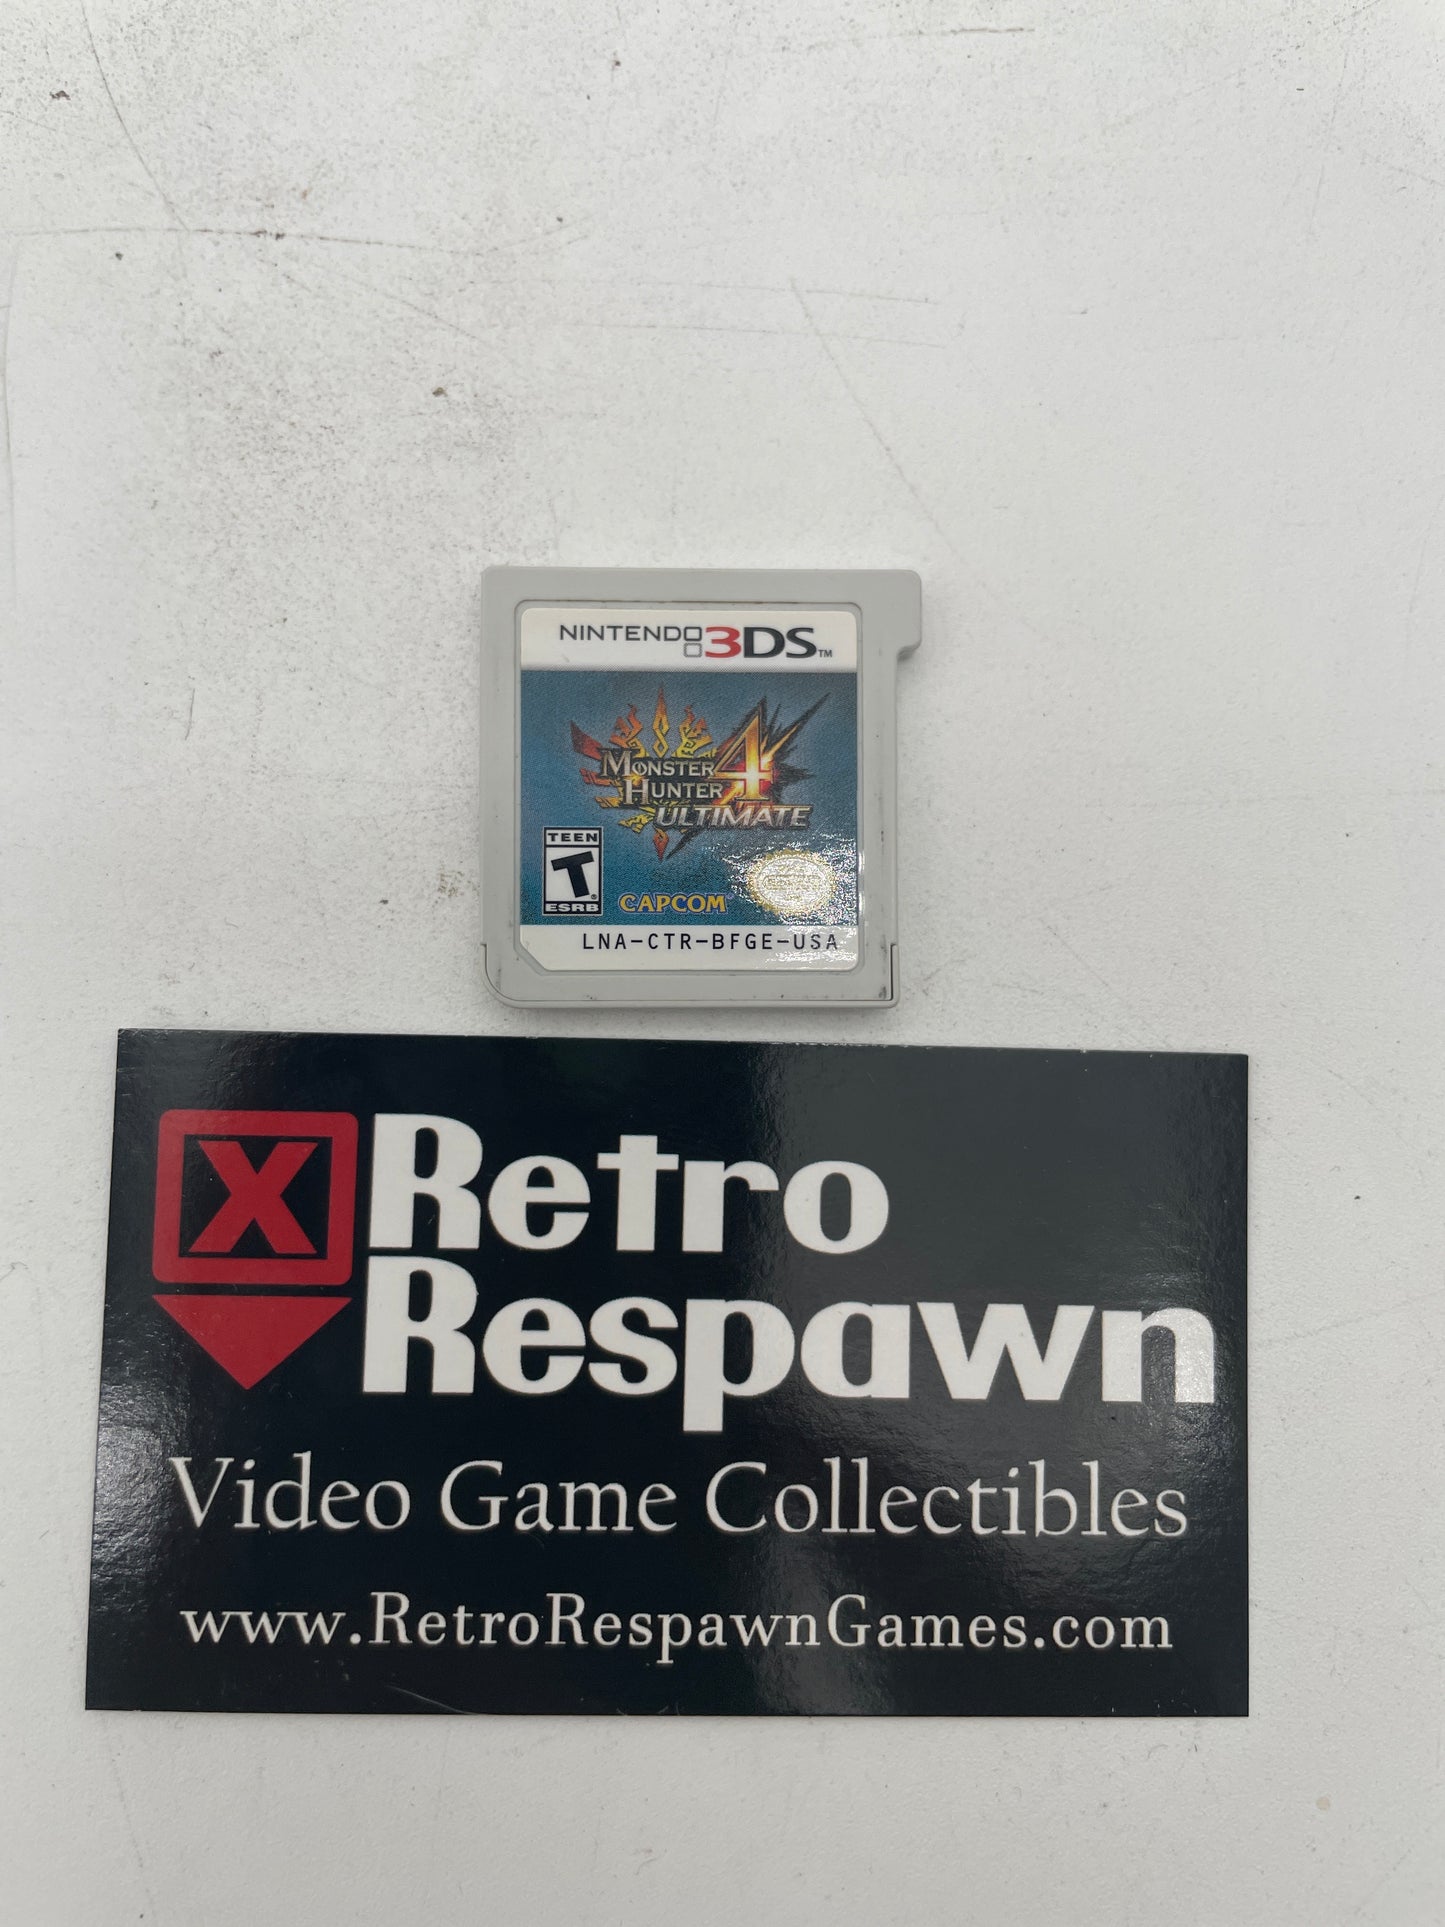 NINTENDO 3DS™
MONSTER
HUNTER 4
ULTIMATE
TEEN
T
ESRB
CAPCOM
LNA-CTR-BFGE-USA
X
Retro
Respawn
Video Game Collectibles
www.RetroRespawnGames.com